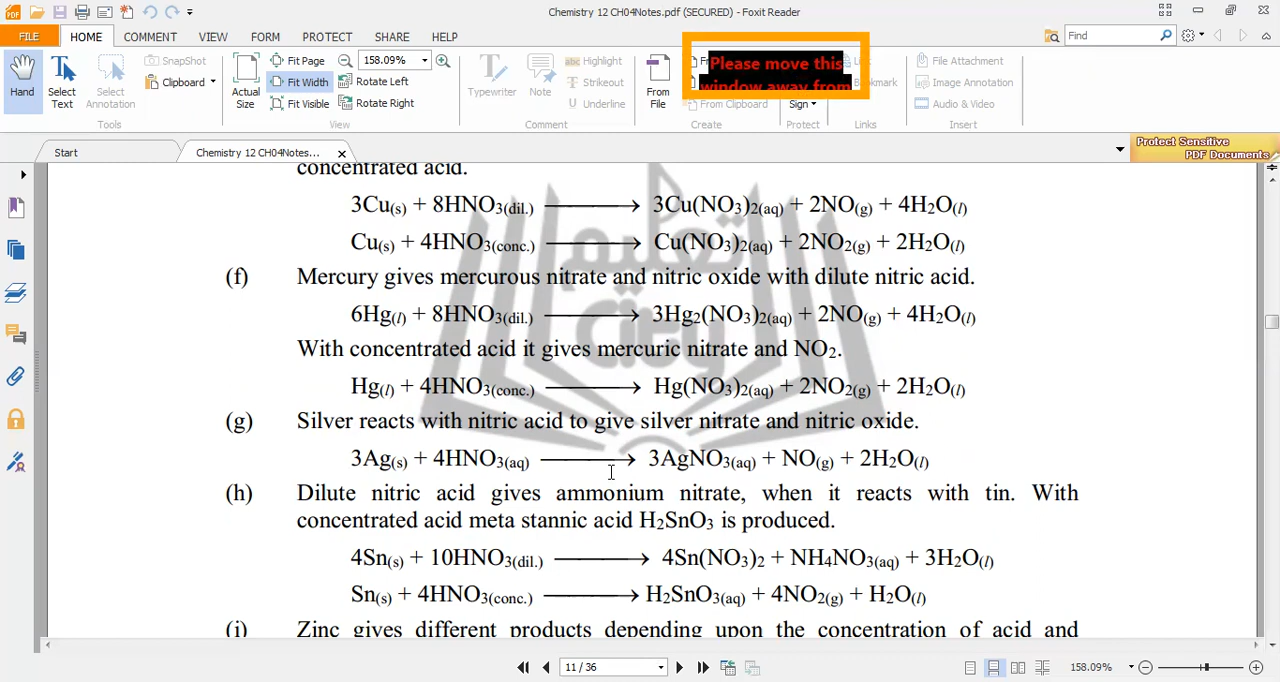 Chemistry 12 CH04Notes.pdf (SECURED) - Foxit Reader
FILE HOME COMMENT VIEW FORM PROTECT SHARE HELP Find
Hand Select Text Select Annotation SnapShot Clipboard Actual Size Fit Page Fit Width Fit Visible 158.09% Rotate Left Rotate Right Typewriter Note Highlight Strikeout Underline From File From Clipboard Sign File Attachment Image Annotation Audio & Video
Please move this
window away from
Tools View Comment Create Protect Links Insert
Start Chemistry 12 CH04Notes... Protect Sensitive
PDF Documents
concentrated acid.
3Cu(s) + 8HNO3(dil.) ⟶ 3Cu(NO3)2(aq) + 2NO(g) + 4H2O(l)
Cu(s) + 4HNO3(conc.) ⟶ Cu(NO3)2(aq) + 2NO2(g) + 2H2O(l)
(f) Mercury gives mercurous nitrate and nitric oxide with dilute nitric acid.
6Hg(l) + 8HNO3(dil.) ⟶ 3Hg2(NO3)2(aq) + 2NO(g) + 4H2O(l)
With concentrated acid it gives mercuric nitrate and NO2.
Hg(l) + 4HNO3(conc.) ⟶ Hg(NO3)2(aq) + 2NO2(g) + 2H2O(l)
(g) Silver reacts with nitric acid to give silver nitrate and nitric oxide.
3Ag(s) + 4HNO3(aq) ⟶ 3AgNO3(aq) + NO(g) + 2H2O(l)
(h) Dilute nitric acid gives ammonium nitrate, when it reacts with tin. With
concentrated acid meta stannic acid H2SnO3 is produced.
4Sn(s) + 10HNO3(dil.) ⟶ 4Sn(NO3)2 + NH4NO3(aq) + 3H2O(l)
Sn(s) + 4HNO3(conc.) ⟶ H2SnO3(aq) + 4NO2(g) + H2O(l)
(i) Zinc gives different products depending upon the concentration of acid and
تعليم
City
11 / 36 158.09%